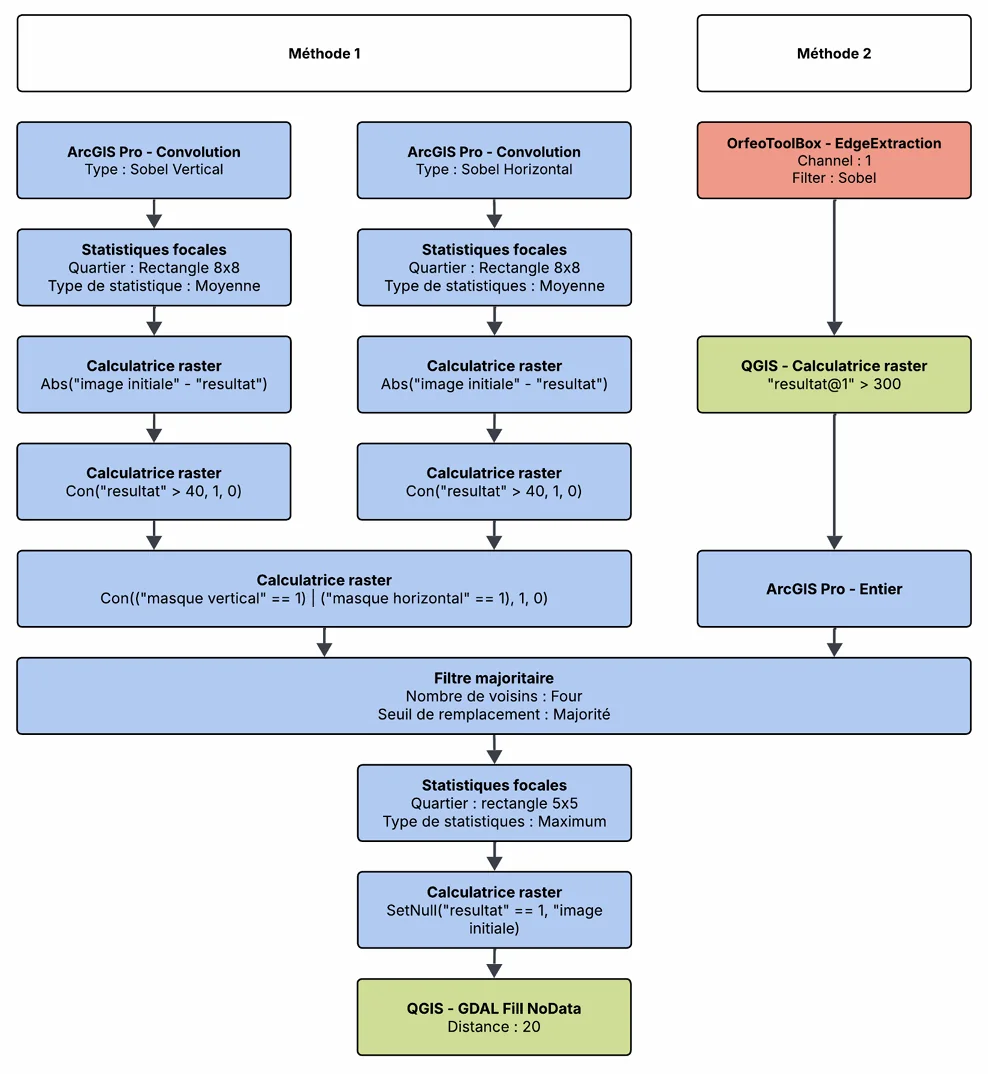 Méthode 1
Méthode 2
ArcGIS Pro - Convolution
Type : Sobel Vertical
ArcGIS Pro - Convolution
Type : Sobel Horizontal
OrfeoToolBox - EdgeExtraction
Channel : 1
Filter : Sobel
Statistiques focales
Quartier : Rectangle 8x8
Type de statistique : Moyenne
Statistiques focales
Quartier : Rectangle 8x8
Type de statistiques : Moyenne
Calculatrice raster
Abs("image initiale" - "resultat")
Calculatrice raster
Abs("image initiale" - "resultat")
QGIS - Calculatrice raster
"resultat@1" > 300
Calculatrice raster
Con("resultat" > 40, 1, 0)
Calculatrice raster
Con("resultat" > 40, 1, 0)
Calculatrice raster
Con(("masque vertical" == 1) | ("masque horizontal" == 1), 1, 0)
ArcGIS Pro - Entier
Filtre majoritaire
Nombre de voisins : Four
Seuil de remplacement : Majorité
Statistiques focales
Quartier : rectangle 5x5
Type de statistiques : Maximum
Calculatrice raster
SetNull("resultat" == 1, "image
initiale)
QGIS - GDAL Fill NoData
Distance : 20